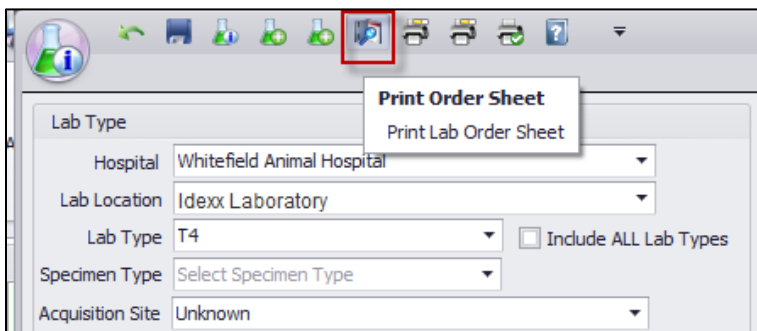 Print Order Sheet
Print Lab Order Sheet
Lab Type
Hospital Whitefield Animal Hospital
Lab Location Idexx Laboratory
Lab Type T4 Include ALL Lab Types
Specimen Type Select Specimen Type
Acquisition Site Unknown